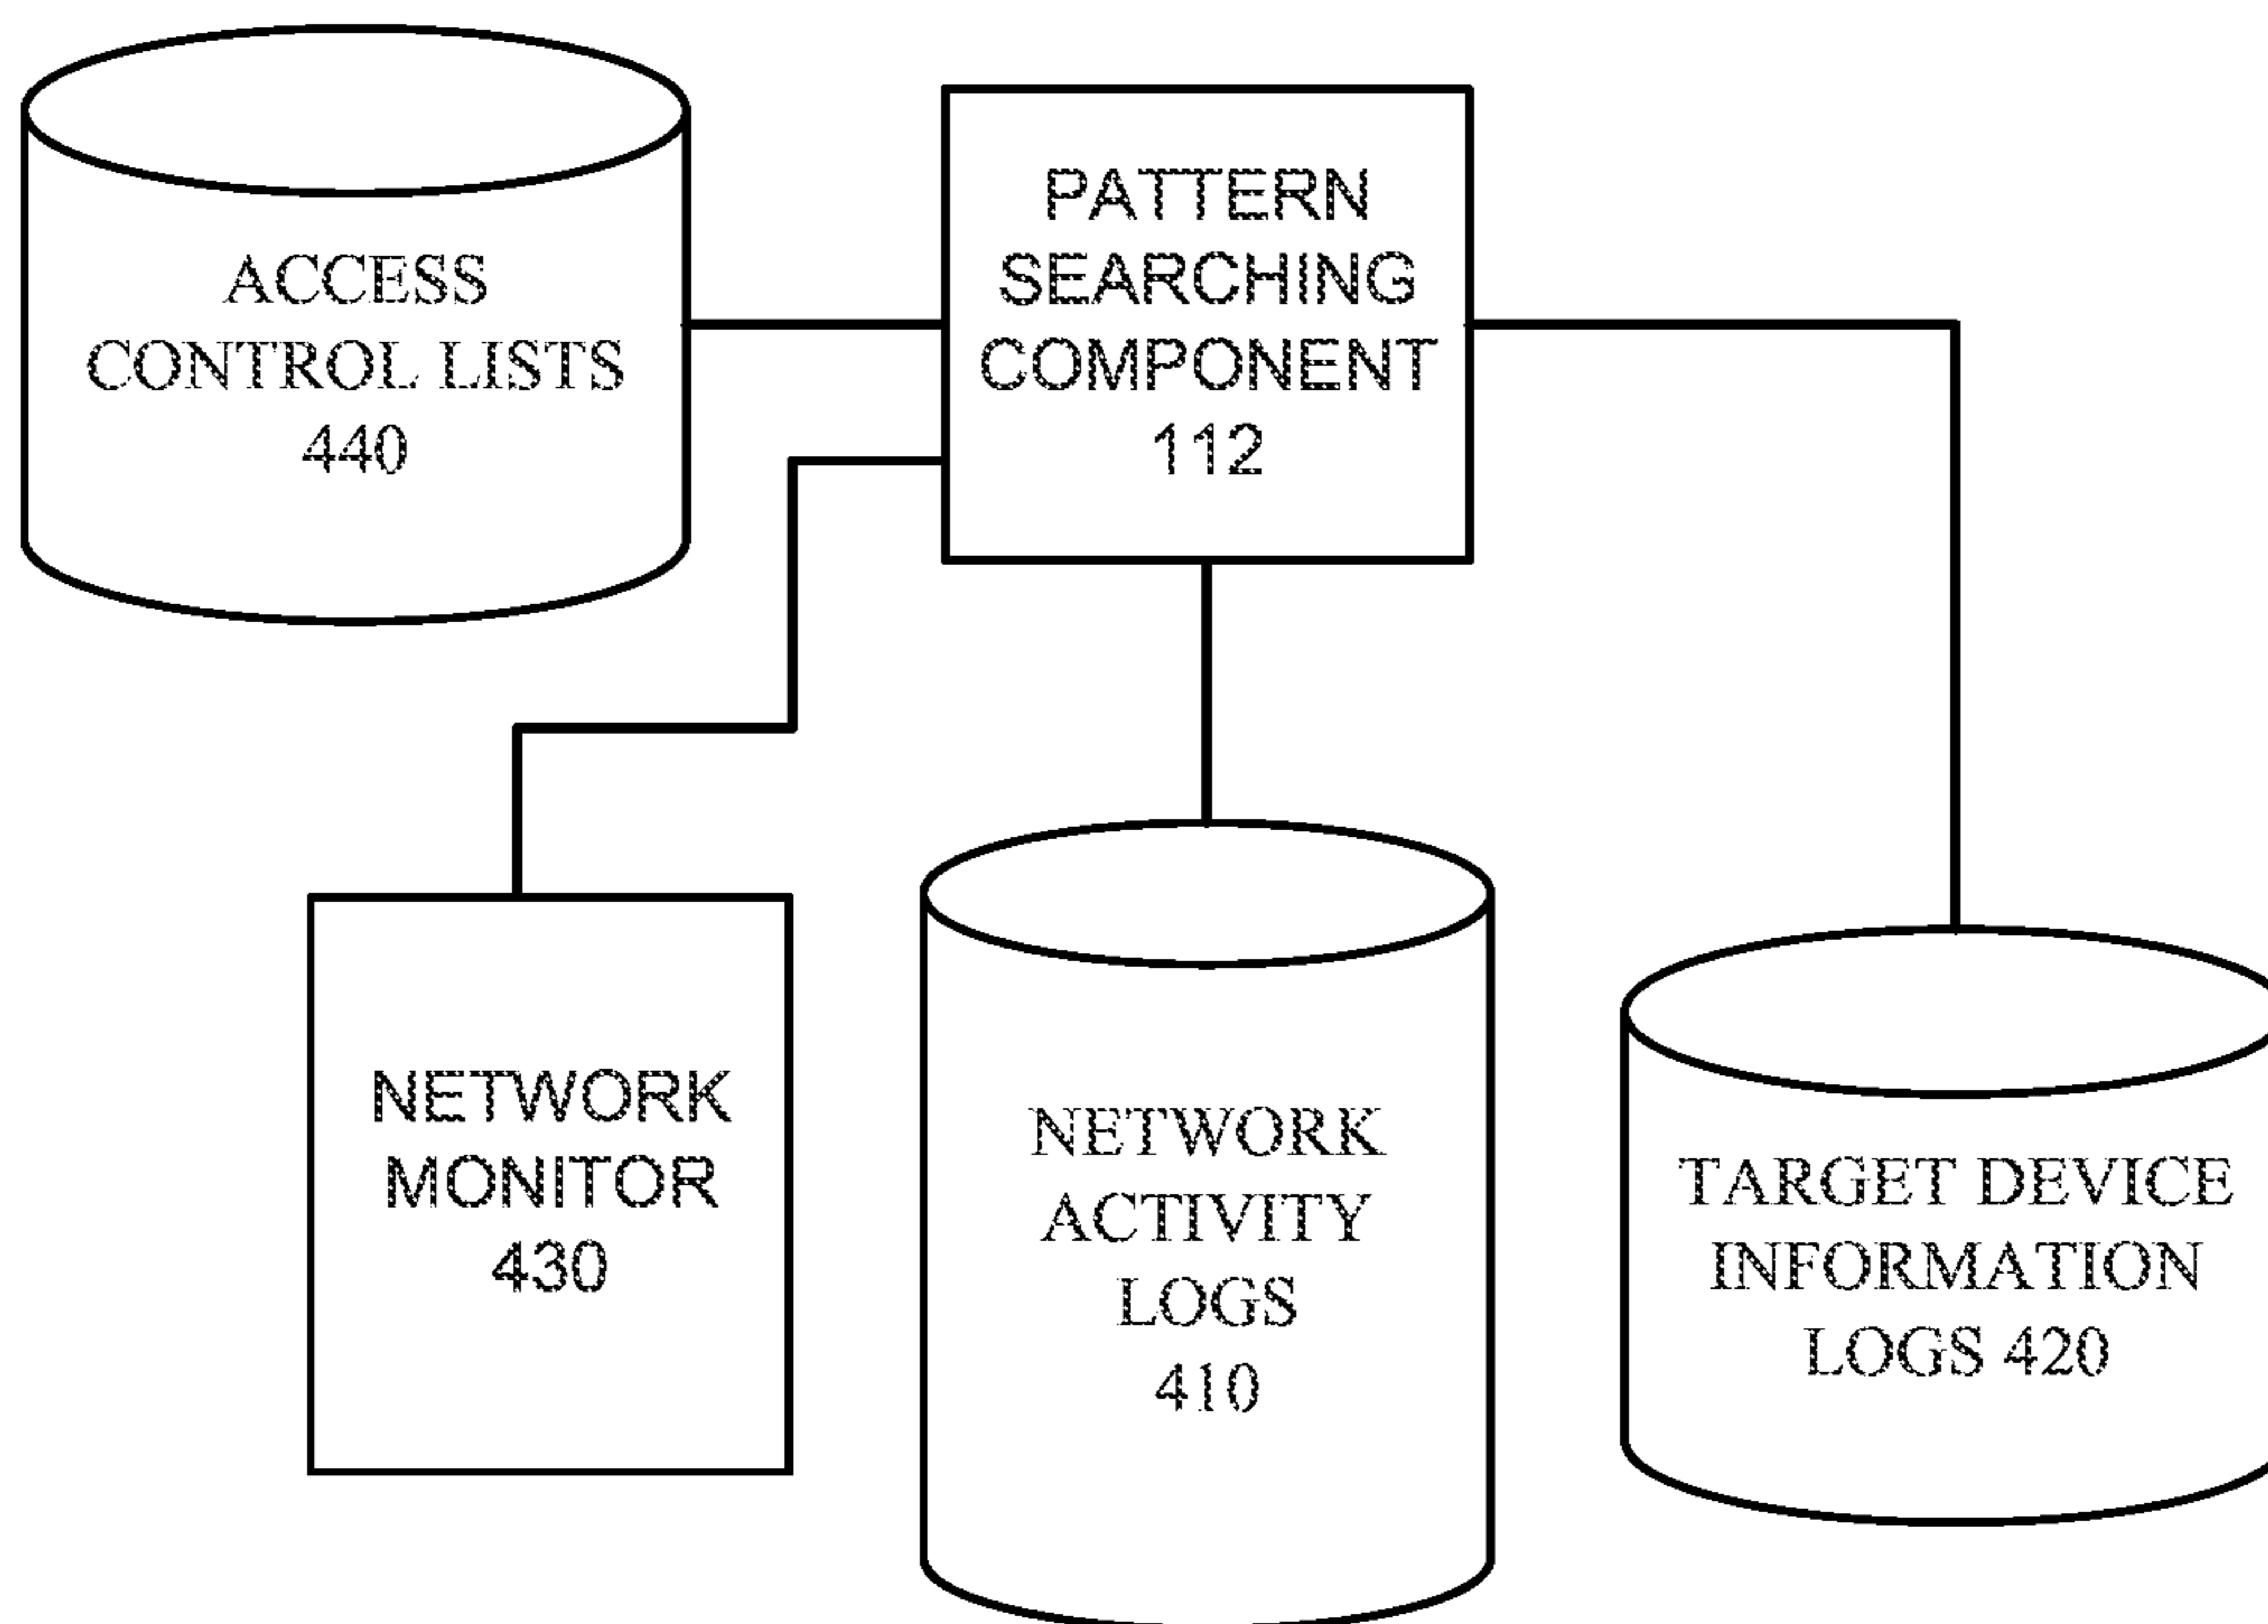 ACCESS
CONTROL LISTS
440
PATTERN
SEARCHING
COMPONENT
112
NETWORK
MONITOR
430
NETWORK
ACTIVITY
LOGS
410
TARGET DEVICE
INFORMATION
LOGS 420